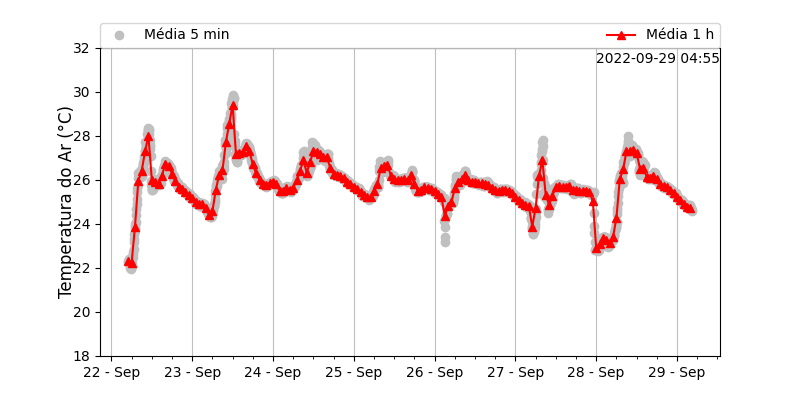 Média 5 min
Média 1 h
2022-09-29 04:55
Temperatura do Ar (°C)
32
30
28
26
24
22
20
18
22 - Sep
23 - Sep
24 - Sep
25 - Sep
26 - Sep
27 - Sep
28 - Sep
29 - Sep